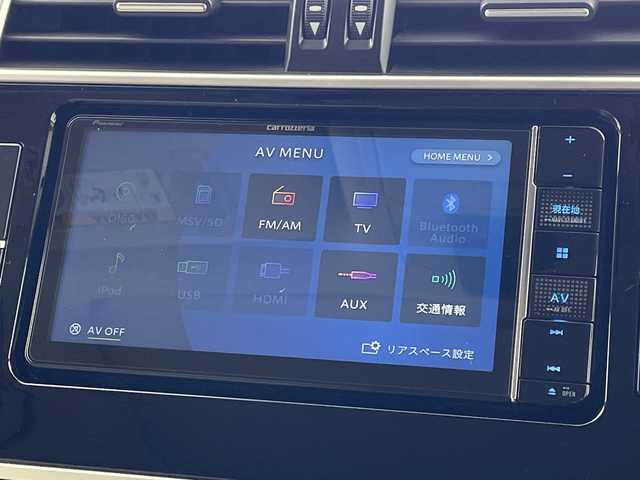 Pioneer
carrozzeria
AV MENU
HOME MENU >
Disc
MSV/SD
FM/AM
TV
Bluetooth Audio
iPod
USB
HDMI
AUX
交通情報
AV OFF
リアスペース設定
+
−
現在地
AV
OPEN